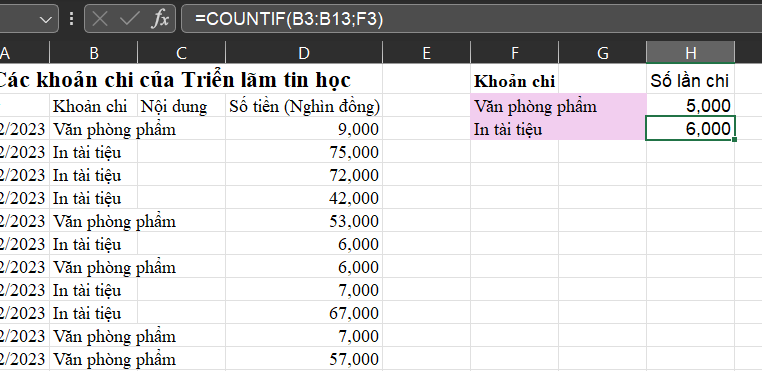 fx =COUNTIF(B3:B13;F3)
A B C D E F G H
Các khoản chi của Triển lãm tin học Khoản chi Số lần chi
Khoản chi Nội dung Số tiền (Nghìn đồng) Văn phòng phẩm 5,000
2/2023 Văn phòng phẩm 9,000 In tài tiệu 6,000
2/2023 In tài tiệu 75,000
2/2023 In tài tiệu 72,000
2/2023 In tài tiệu 42,000
2/2023 Văn phòng phẩm 53,000
2/2023 In tài tiệu 6,000
2/2023 Văn phòng phẩm 6,000
2/2023 In tài tiệu 7,000
2/2023 In tài tiệu 67,000
2/2023 Văn phòng phẩm 7,000
2/2023 Văn phòng phẩm 57,000